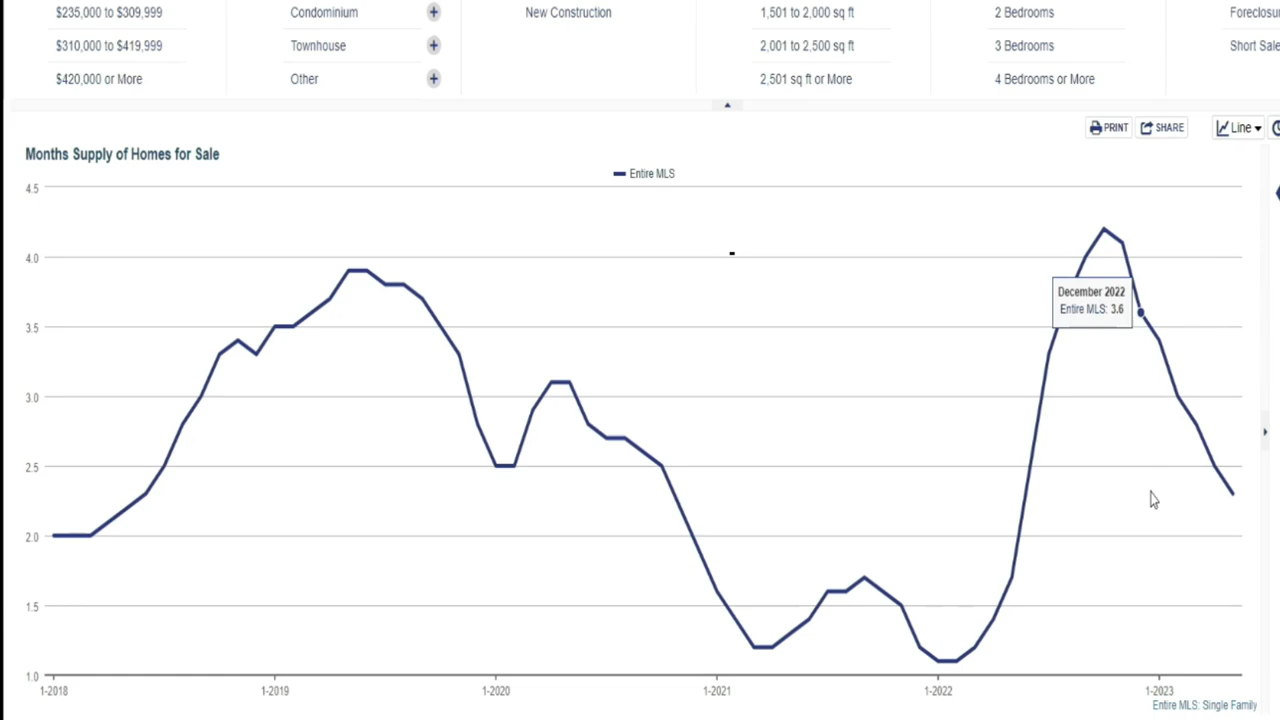 $235,000 to $309,999 Condominium + New Construction 1,501 to 2,000 sq ft 2 Bedrooms
$310,000 to $419,999 Townhouse + 2,001 to 2,500 sq ft 3 Bedrooms Short Sale
$420,000 or More Other + 2,501 sq ft or More 4 Bedrooms or More
PRINT SHARE Line
Months Supply of Homes for Sale
Entire MLS
4.5
4.0
December 2022
Entire MLS: 3.6
3.5
3.0
2.5
2.0
1.5
1.0
1-2018 1-2019 1-2020 1-2021 1-2022 1-2023
Entire MLS: Single Family